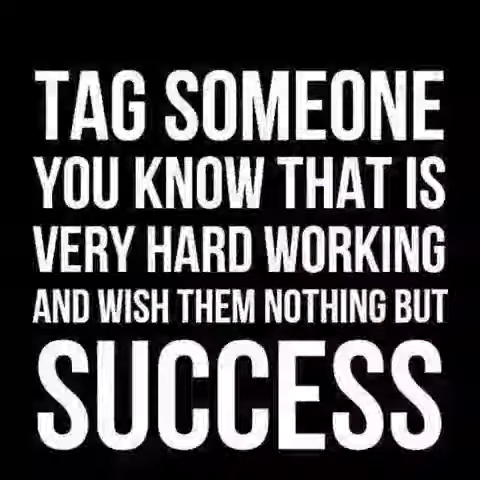 TAG SOMEONE
YOU KNOW THAT IS
VERY HARD WORKING
AND WISH THEM NOTHING BUT
SUCCESS